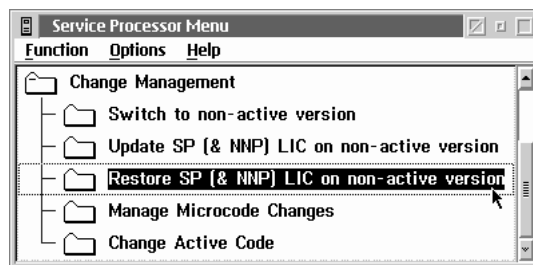 Service Processor Menu
Function Options Help
Change Management
Switch to non-active version
Update SP (& NNP) LIC on non-active version
Restore SP (& NNP) LIC on non-active version
Manage Microcode Changes
Change Active Code